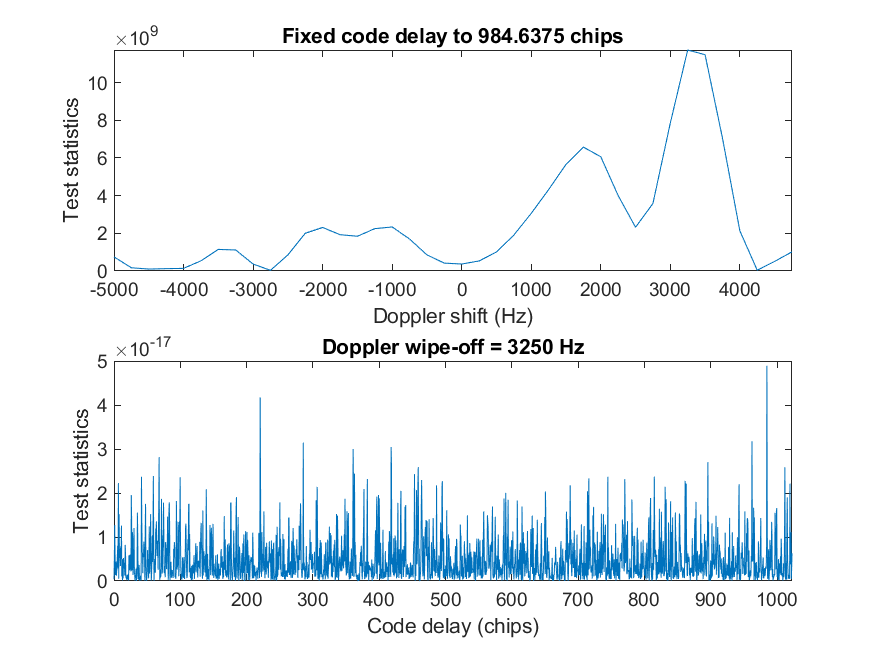 ×10^9
Fixed code delay to 984.6375 chips
10
8
6
4
2
0
Test statistics
-5000 -4000 -3000 -2000 -1000 0 1000 2000 3000 4000
Doppler shift (Hz)
×10^-17
Doppler wipe-off = 3250 Hz
5
4
3
2
1
0
Test statistics
0 100 200 300 400 500 600 700 800 900 1000
Code delay (chips)